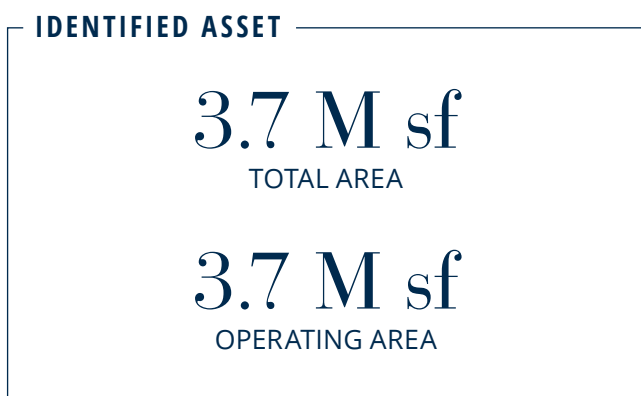 IDENTIFIED ASSET
3.7 M sf
TOTAL AREA
3.7 M sf
OPERATING AREA